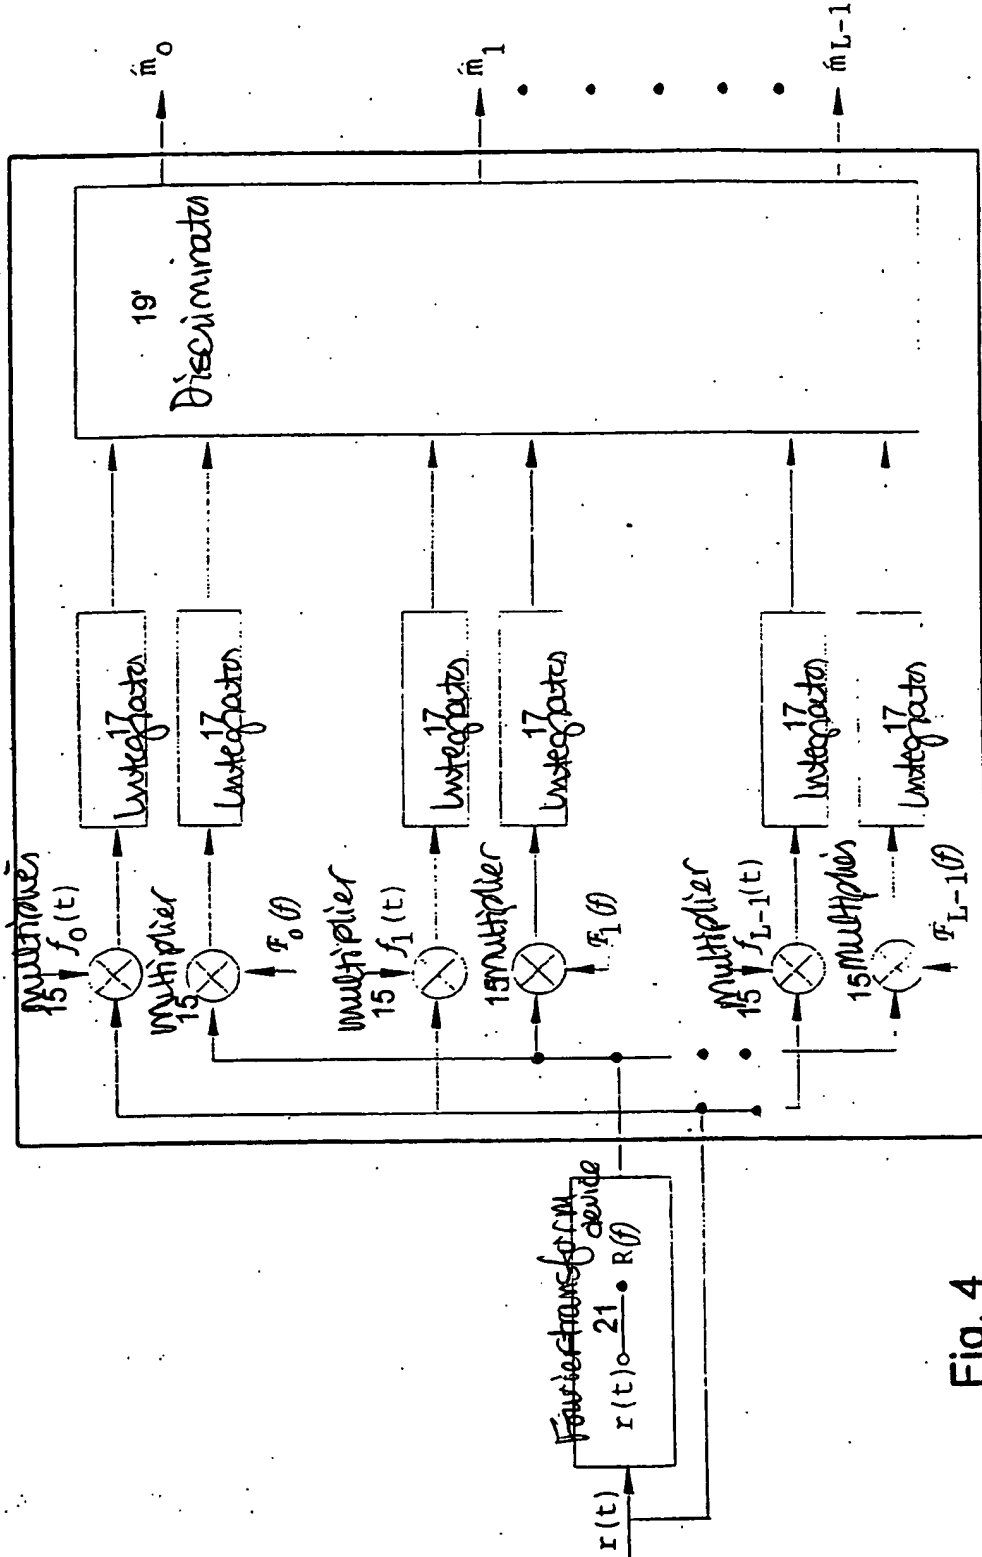 m̂0
m̂1
m̂L-1
19'
Discriminator
17
Integrator
17
Integrator
17
Integrator
17
Integrator
17
Integrator
17
Integrator
multiplier
15
f0(t)
multiplier
15
F0(f)
multiplier
15
f1(t)
multiplier
15
F1(f)
multiplier
15
fL-1(t)
multiplier
15
FL-1(f)
Fourier transform
device
21
r(t) R(f)
r(t)
Fig. 4